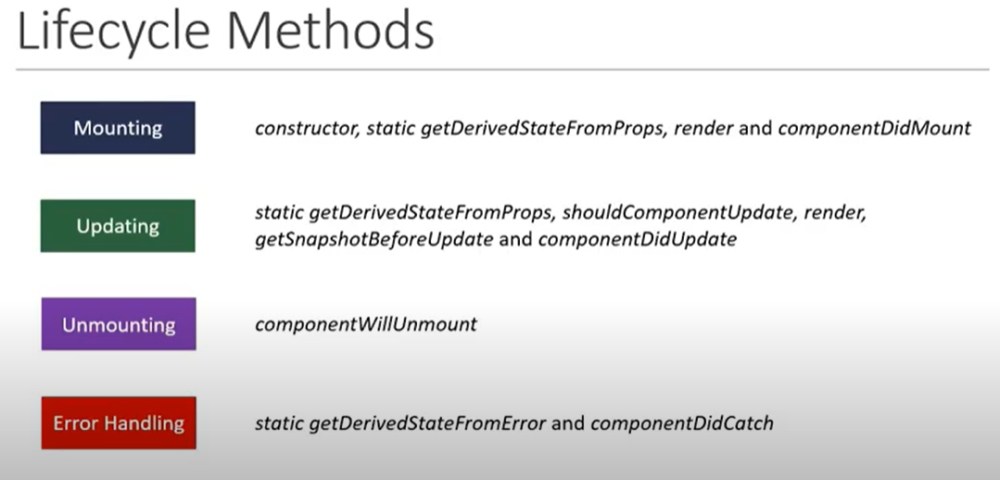 Lifecycle Methods
Mounting
constructor, static getDerivedStateFromProps, render and componentDidMount
Updating
static getDerivedStateFromProps, shouldComponentUpdate, render,
getSnapshotBeforeUpdate and componentDidUpdate
Unmounting
componentWillUnmount
Error Handling
static getDerivedStateFromError and componentDidCatch